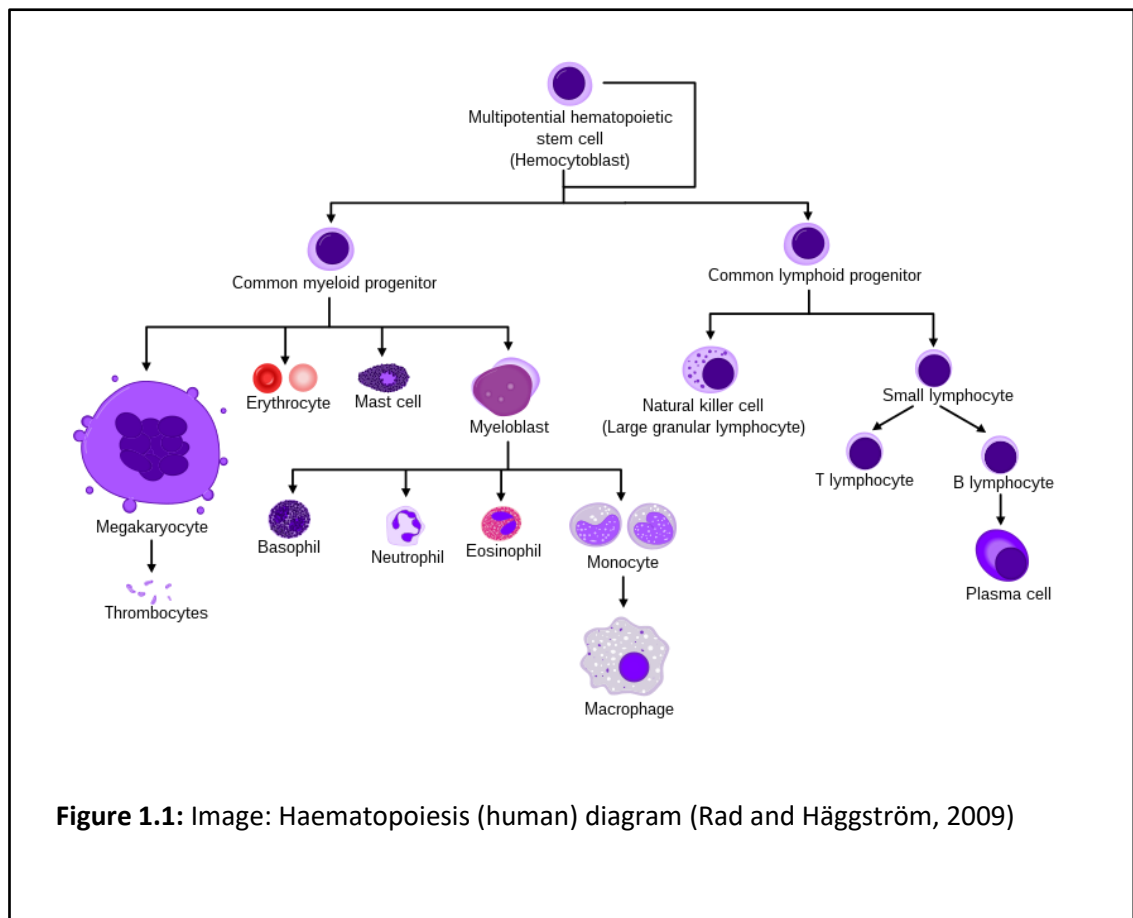 Multipotential hematopoietic
stem cell
(Hemocytoblast)
Common myeloid progenitor
Common lymphoid progenitor
Erythrocyte
Mast cell
Myeloblast
Natural killer cell
(Large granular lymphocyte)
Small lymphocyte
T lymphocyte
B lymphocyte
Megakaryocyte
Basophil
Neutrophil
Eosinophil
Monocyte
Plasma cell
Thrombocytes
Macrophage
Figure 1.1: Image: Haematopoiesis (human) diagram (Rad and Häggström, 2009)